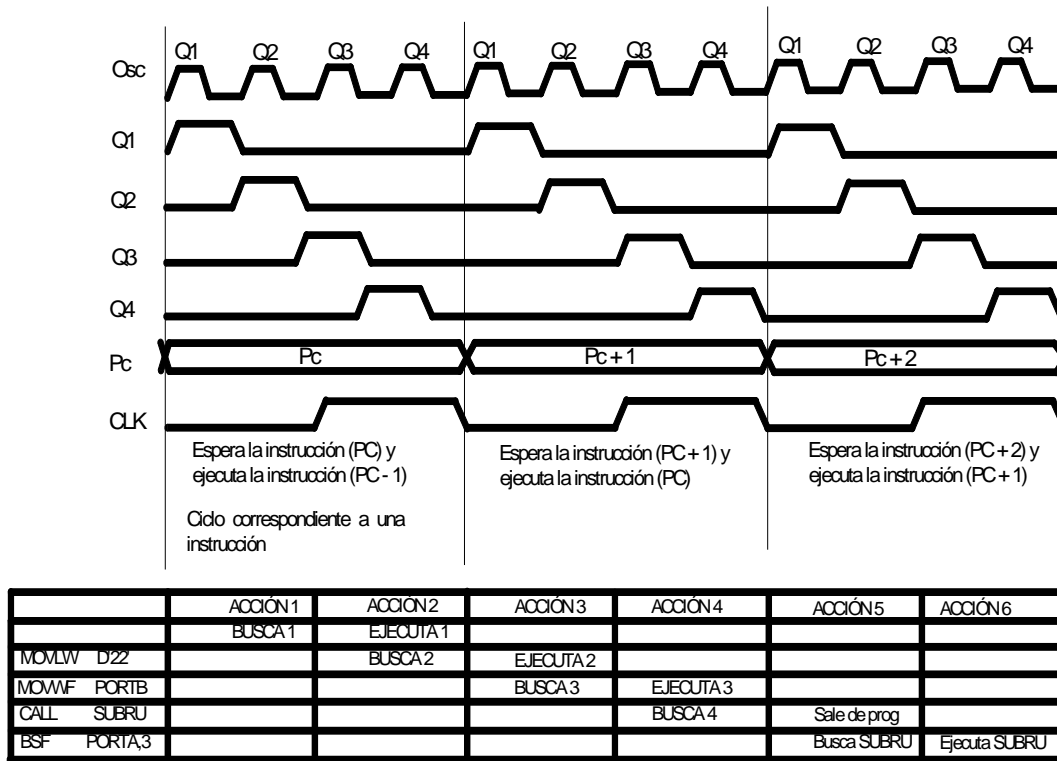 Osc Q1 Q2 Q3 Q4 Q1 Q2 Q3 Q4 Q1 Q2 Q3 Q4
Q1
Q2
Q3
Q4
Pc Pc Pc + 1 Pc + 2
CLK
Espera la instrucción (PC) y
ejecuta la instrucción (PC - 1)
Espera la instrucción (PC + 1) y
ejecuta la instrucción (PC)
Espera la instrucción (PC + 2) y
ejecuta la instrucción (PC + 1)
Ciclo correspondiente a una
instrucción
ACCIÓN 1 ACCIÓN 2 ACCIÓN 3 ACCIÓN 4 ACCIÓN 5 ACCIÓN 6
BUSCA 1 EJECUTA 1
MOVLW D'22' BUSCA 2 EJECUTA 2
MOVWF PORTB BUSCA 3 EJECUTA 3
CALL SUBRU BUSCA 4 Sale de prog
BSF PORTA,3 Busca SUBRU Ejecuta SUBRU